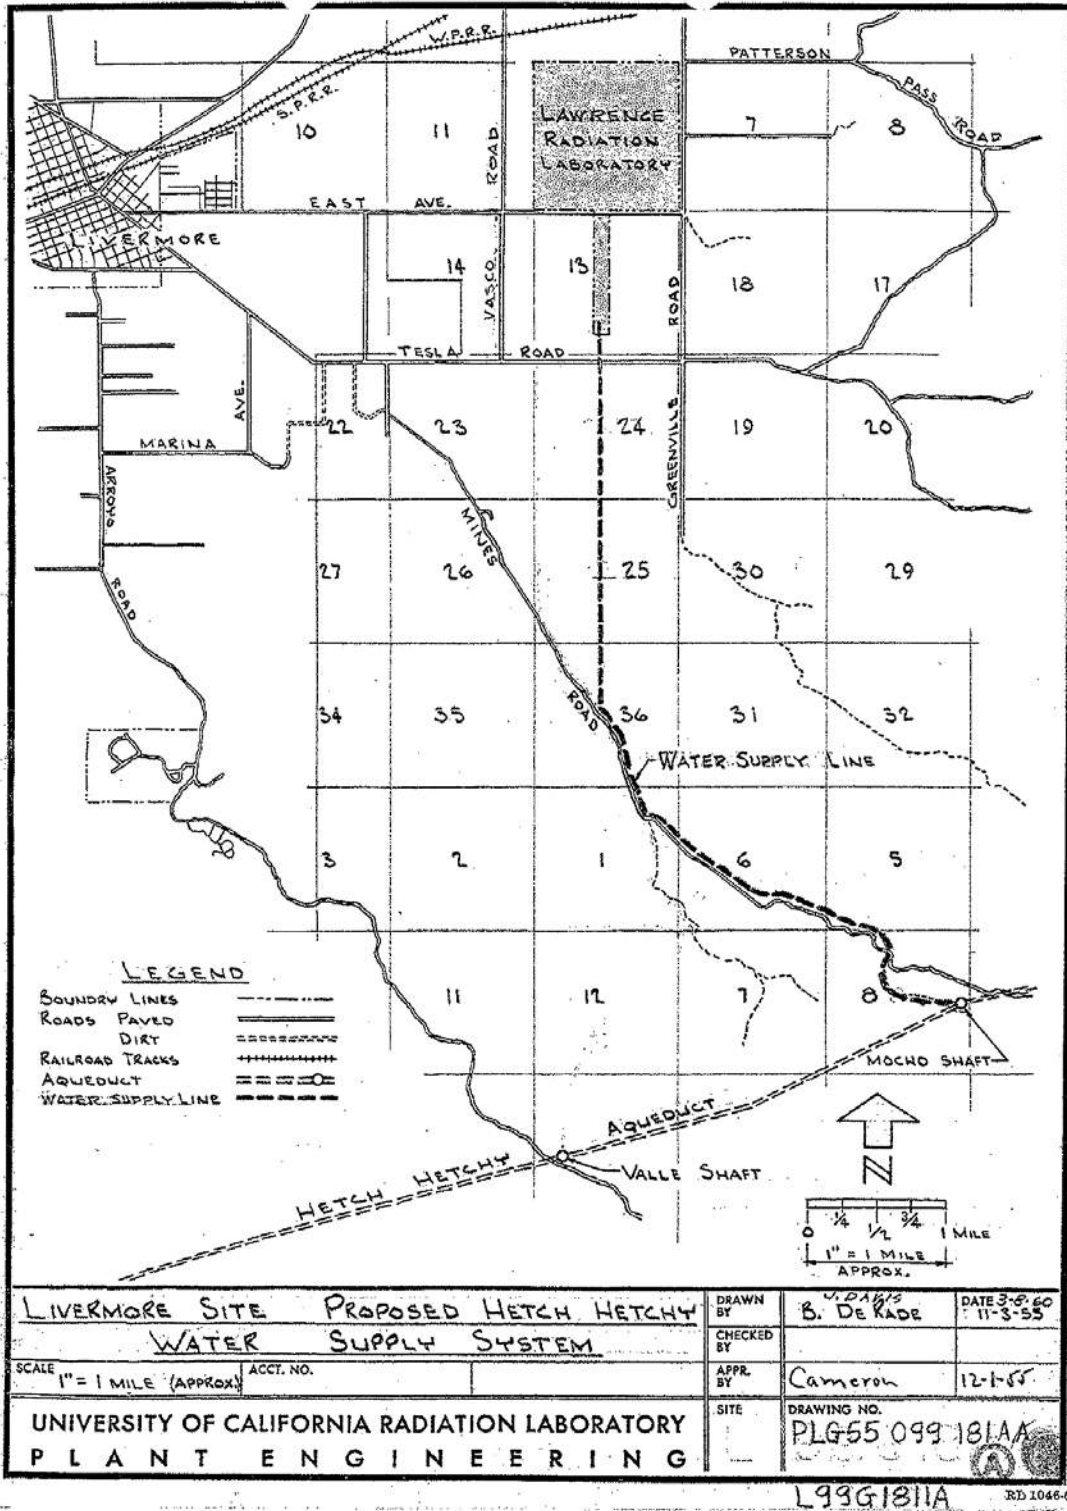 W.P.R.R.
S.P.R.R.
PATTERSON
PASS
ROAD
LAWRENCE
RADIATION
LABORATORY
10
11
ROAD
7
8
EAST AVE.
LIVERMORE
14
VASCO
13
ROAD
18
17
TESLA ROAD
AVE.
22
23
24
GREENVILLE
19
20
MARINA
ARROYO
MINES
27
26
25
30
29
ROAD
34
35
ROAD
36
31
32
WATER SUPPLY LINE
3
2
1
6
5
LEGEND
BOUNDRY LINES
ROADS PAVED
DIRT
RAILROAD TRACKS
AQUEDUCT
WATER SUPPLY LINE
11
12
7
8
MOCHO SHAFT
HETCH HETCHY AQUEDUCT
VALLE SHAFT
N
0 1/4 1/2 3/4 1 MILE
1" = 1 MILE
APPROX.
LIVERMORE SITE PROPOSED HETCH HETCHY
WATER SUPPLY SYSTEM
SCALE 1" = 1 MILE (APPROX.)
ACCT. NO.
DRAWN BY J. DAVIS
B. DE RADE
DATE 3-8-60
11-3-55
CHECKED BY
APPR. BY Cameron 12-1-55
UNIVERSITY OF CALIFORNIA RADIATION LABORATORY
PLANT ENGINEERING
SITE
DRAWING NO.
PLG55 099 181AA
A
L99G1811A
RD 1046-